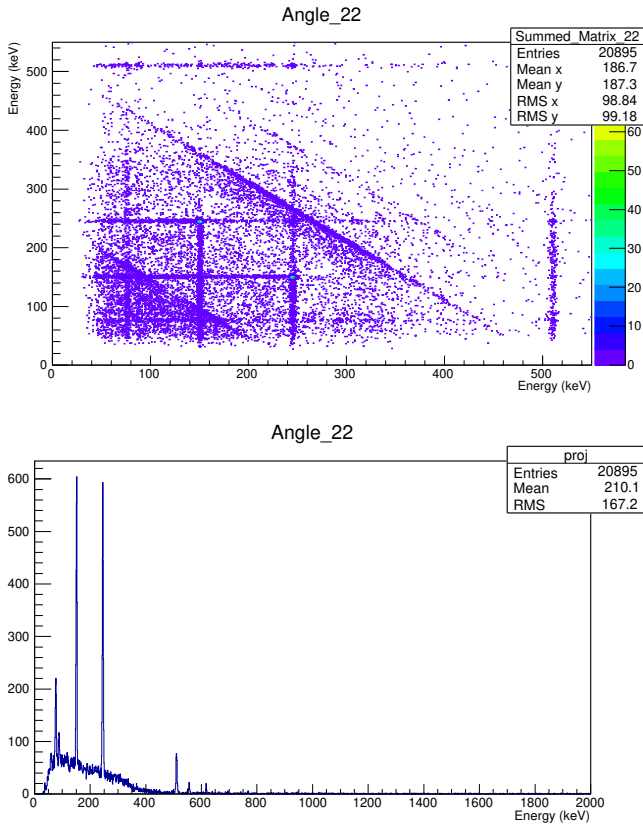 Angle_22
Summed_Matrix_22
Entries 20895
Mean x 186.7
Mean y 187.3
RMS x 98.84
RMS y 99.18
Energy (keV)
500
400
300
200
100
0
0 100 200 300 400 500
Energy (keV)
60
50
40
30
20
10
0
Angle_22
proj
Entries 20895
Mean 210.1
RMS 167.2
600
500
400
300
200
100
0
0 200 400 600 800 1000 1200 1400 1600 1800 2000
Energy (keV)